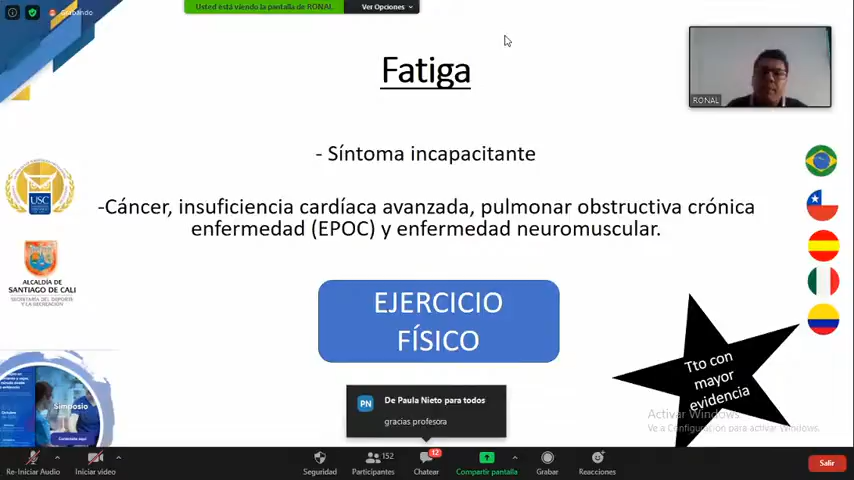 Grabando
Usted está viendo la pantalla de RONAL
Ver Opciones
Fatiga
RONAL
- Síntoma incapacitante
-Cáncer, insuficiencia cardíaca avanzada, pulmonar obstructiva crónica
enfermedad (EPOC) y enfermedad neuromuscular.
USC
ALCALDÍA DE
SANTIAGO DE CALI
SECRETARÍA DEL DEPORTE
Y LA RECREACIÓN
EJERCICIO
FÍSICO
Tto con
mayor
evidencia
Simposio
PN
De Paula Nieto para todos
gracias profesora
Activar Windows
Ve a Configuración para activar Windows.
Re-Iniciar Audio
Iniciar video
Seguridad
152
Participantes
12
Chatear
Compartir pantalla
Grabar
Reacciones
Salir